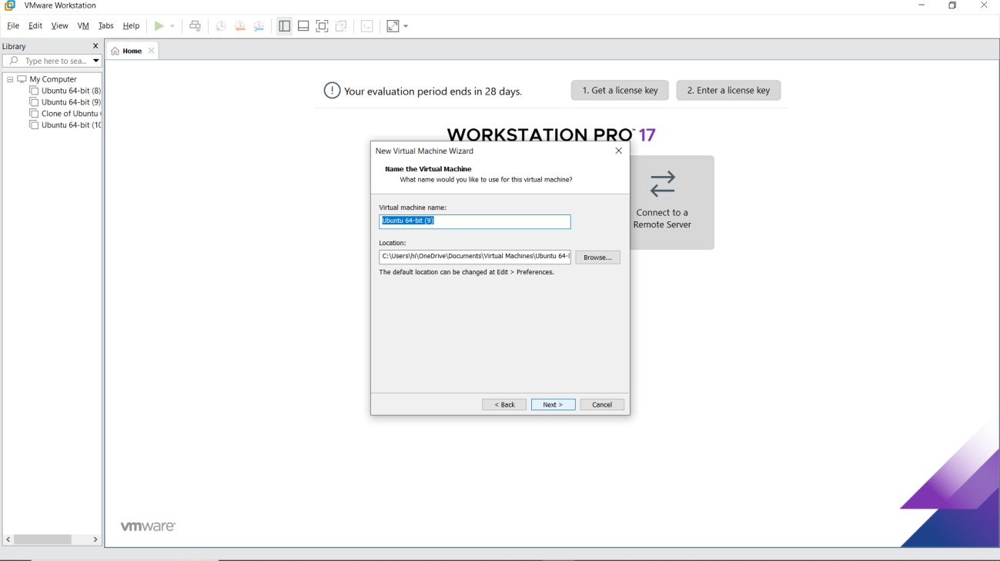 VMware Workstation
File Edit View VM Tabs Help
Library
Type here to sea...
Home
My Computer
Ubuntu 64-bit (8)
Ubuntu 64-bit (9)
Clone of Ubuntu
Ubuntu 64-bit (10
Your evaluation period ends in 28 days.
1. Get a license key
2. Enter a license key
WORKSTATION PRO™ 17
Connect to a
Remote Server
New Virtual Machine Wizard
Name the Virtual Machine
What name would you like to use for this virtual machine?
Virtual machine name:
Ubuntu 64-bit (9)
Location:
C:\Users\hi\OneDrive\Documents\Virtual Machines\Ubuntu 64-
Browse...
The default location can be changed at Edit > Preferences.
< Back
Next >
Cancel
vmware®